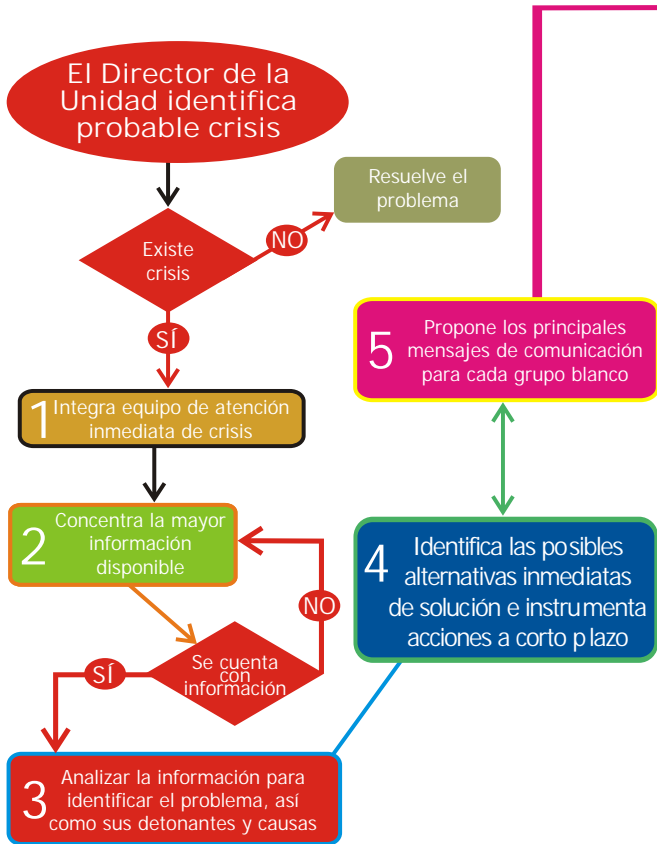 El Director de la
Unidad identifica
probable crisis
Existe
crisis
NO
Resuelve el
problema
SÍ
1
Integra equipo de atención
inmediata de crisis
2
Concentra la mayor
información
disponible
Se cuenta
con
información
NO
SÍ
3
Analizar la información para
identificar el problema, así
como sus detonantes y causas
4
Identifica las posibles
alternativas inmediatas
de solución e instrumenta
acciones a corto plazo
5
Propone los principales
mensajes de comunicación
para cada grupo blanco